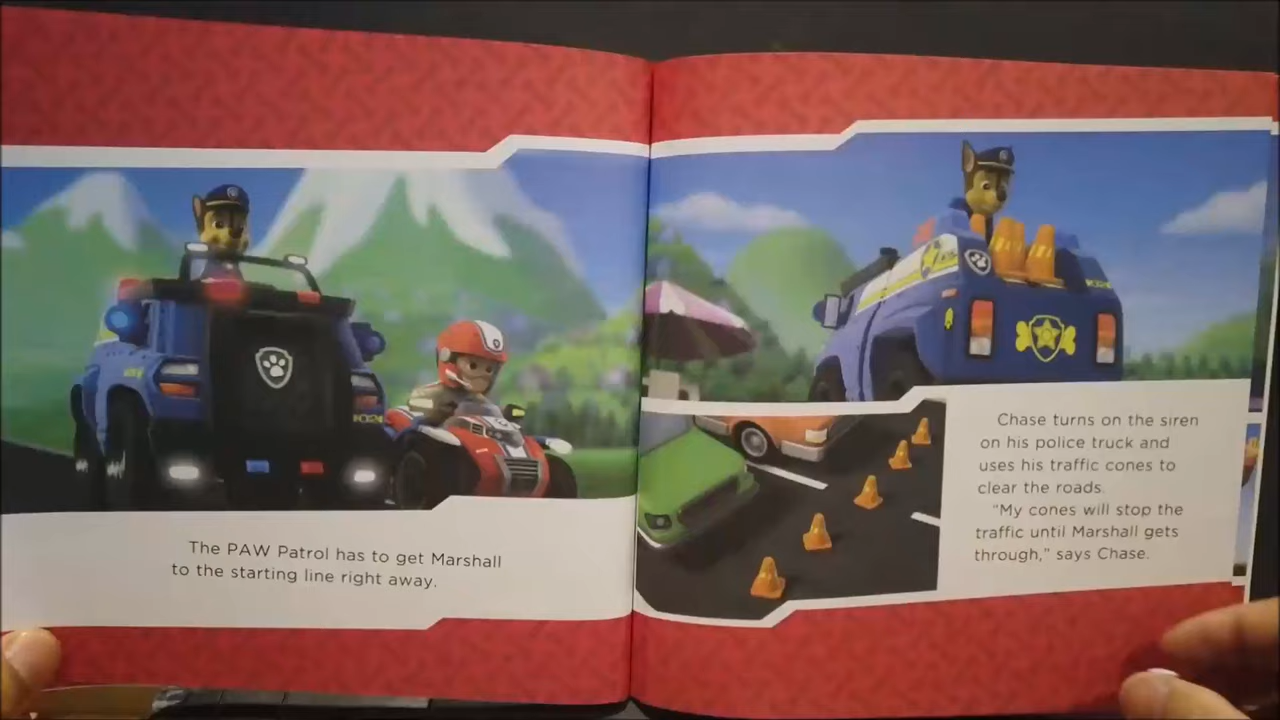 The PAW Patrol has to get Marshall
to the starting line right away.
Chase turns on the siren
on his police truck and
uses his traffic cones to
clear the roads.
"My cones will stop the
traffic until Marshall gets
through," says Chase.